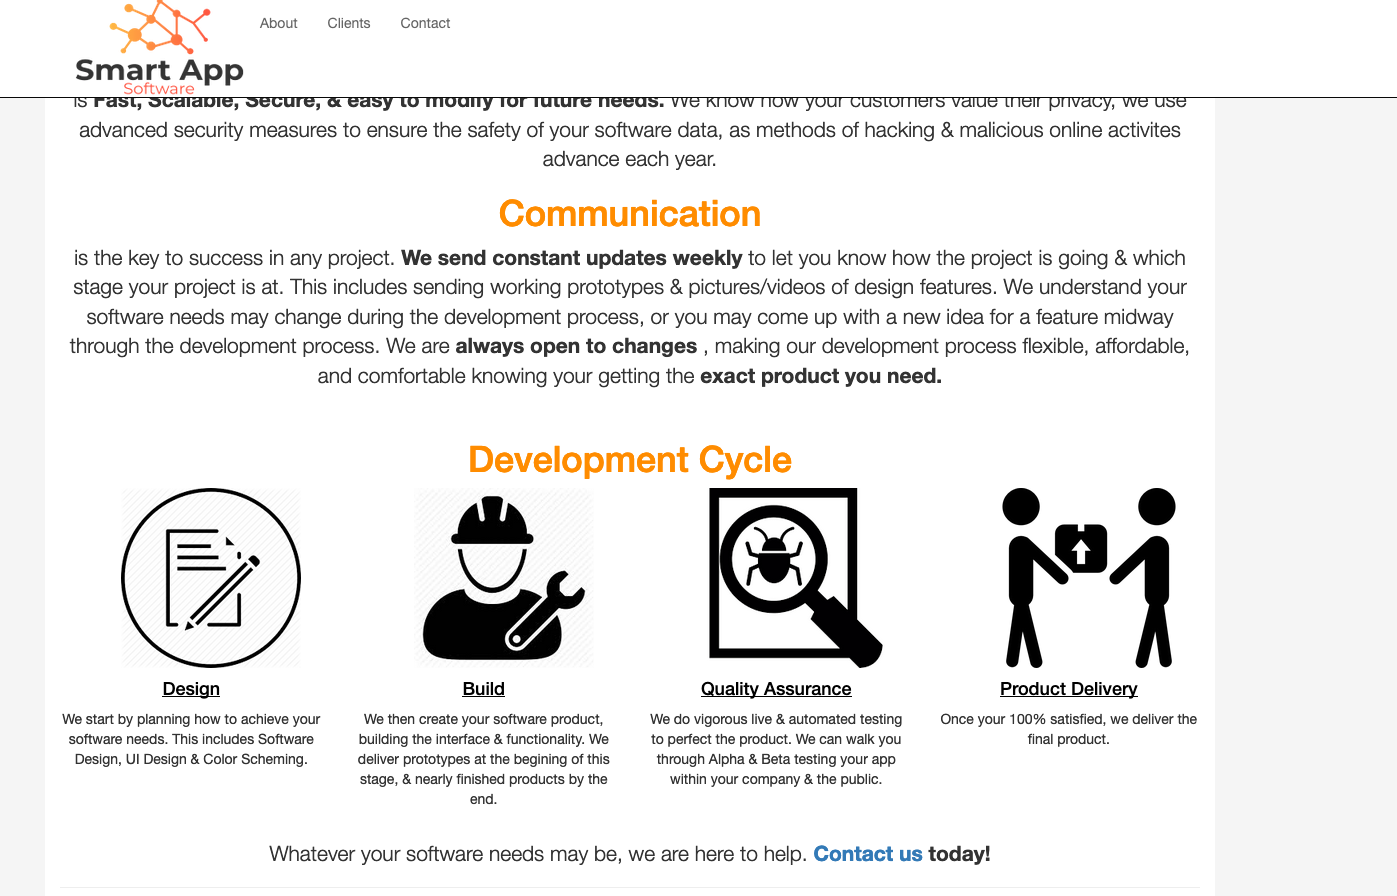 About Clients Contact
Smart App
Software
is Fast, Scalable, Secure, & easy to modify for future needs. We know how your customers value their privacy, we use
advanced security measures to ensure the safety of your software data, as methods of hacking & malicious online activites
advance each year.
Communication
is the key to success in any project. We send constant updates weekly to let you know how the project is going & which
stage your project is at. This includes sending working prototypes & pictures/videos of design features. We understand your
software needs may change during the development process, or you may come up with a new idea for a feature midway
through the development process. We are always open to changes , making our development process flexible, affordable,
and comfortable knowing your getting the exact product you need.
Development Cycle
Design
We start by planning how to achieve your
software needs. This includes Software
Design, UI Design & Color Scheming.
Build
We then create your software product,
building the interface & functionality. We
deliver prototypes at the begining of this
stage, & nearly finished products by the
end.
Quality Assurance
We do vigorous live & automated testing
to perfect the product. We can walk you
through Alpha & Beta testing your app
within your company & the public.
Product Delivery
Once your 100% satisfied, we deliver the
final product.
Whatever your software needs may be, we are here to help. Contact us today!